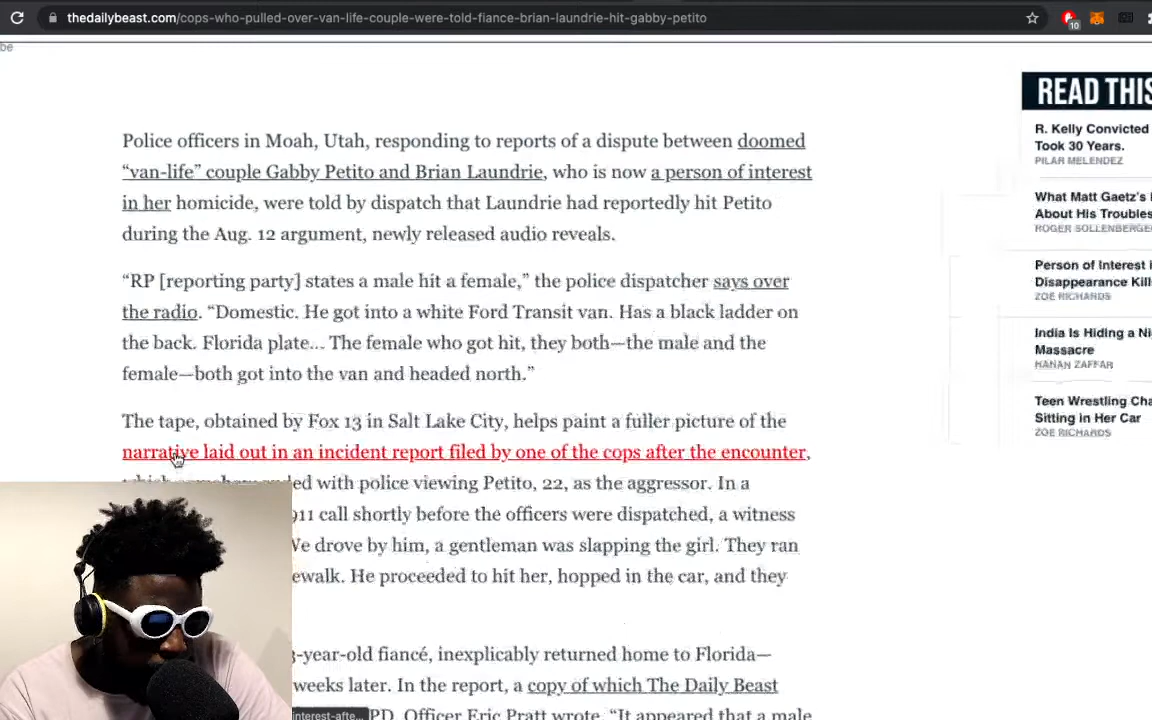 thedailybeast.com/cops-who-pulled-over-van-life-couple-were-told-fiance-brian-laundrie-hit-gabby-petito
10
be
READ THIS
Police officers in Moah, Utah, responding to reports of a dispute between doomed
“van-life” couple Gabby Petito and Brian Laundrie, who is now a person of interest
in her homicide, were told by dispatch that Laundrie had reportedly hit Petito
during the Aug. 12 argument, newly released audio reveals.
“RP [reporting party] states a male hit a female,” the police dispatcher says over
the radio. “Domestic. He got into a white Ford Transit van. Has a black ladder on
the back. Florida plate... The female who got hit, they both—the male and the
female—both got into the van and headed north.”
The tape, obtained by Fox 13 in Salt Lake City, helps paint a fuller picture of the
narrative laid out in an incident report filed by one of the cops after the encounter,
with police viewing Petito, 22, as the aggressor. In a
911 call shortly before the officers were dispatched, a witness
We drove by him, a gentleman was slapping the girl. They ran
ewalk. He proceeded to hit her, hopped in the car, and they
3-year-old fiancé, inexplicably returned home to Florida—
weeks later. In the report, a copy of which The Daily Beast
PD. Officer Eric Pratt wrote, “It appeared that a male
interest-afte...
R. Kelly Convicted
Took 30 Years.
PILAR MELENDEZ
What Matt Gaetz's
About His Troubles
ROGER SOLLENBERGE
Person of Interest i
Disappearance Kill
ZOE RICHARDS
India Is Hiding a Ni
Massacre
HANAN ZAFFAR
Teen Wrestling Cha
Sitting in Her Car
ZOE RICHARDS